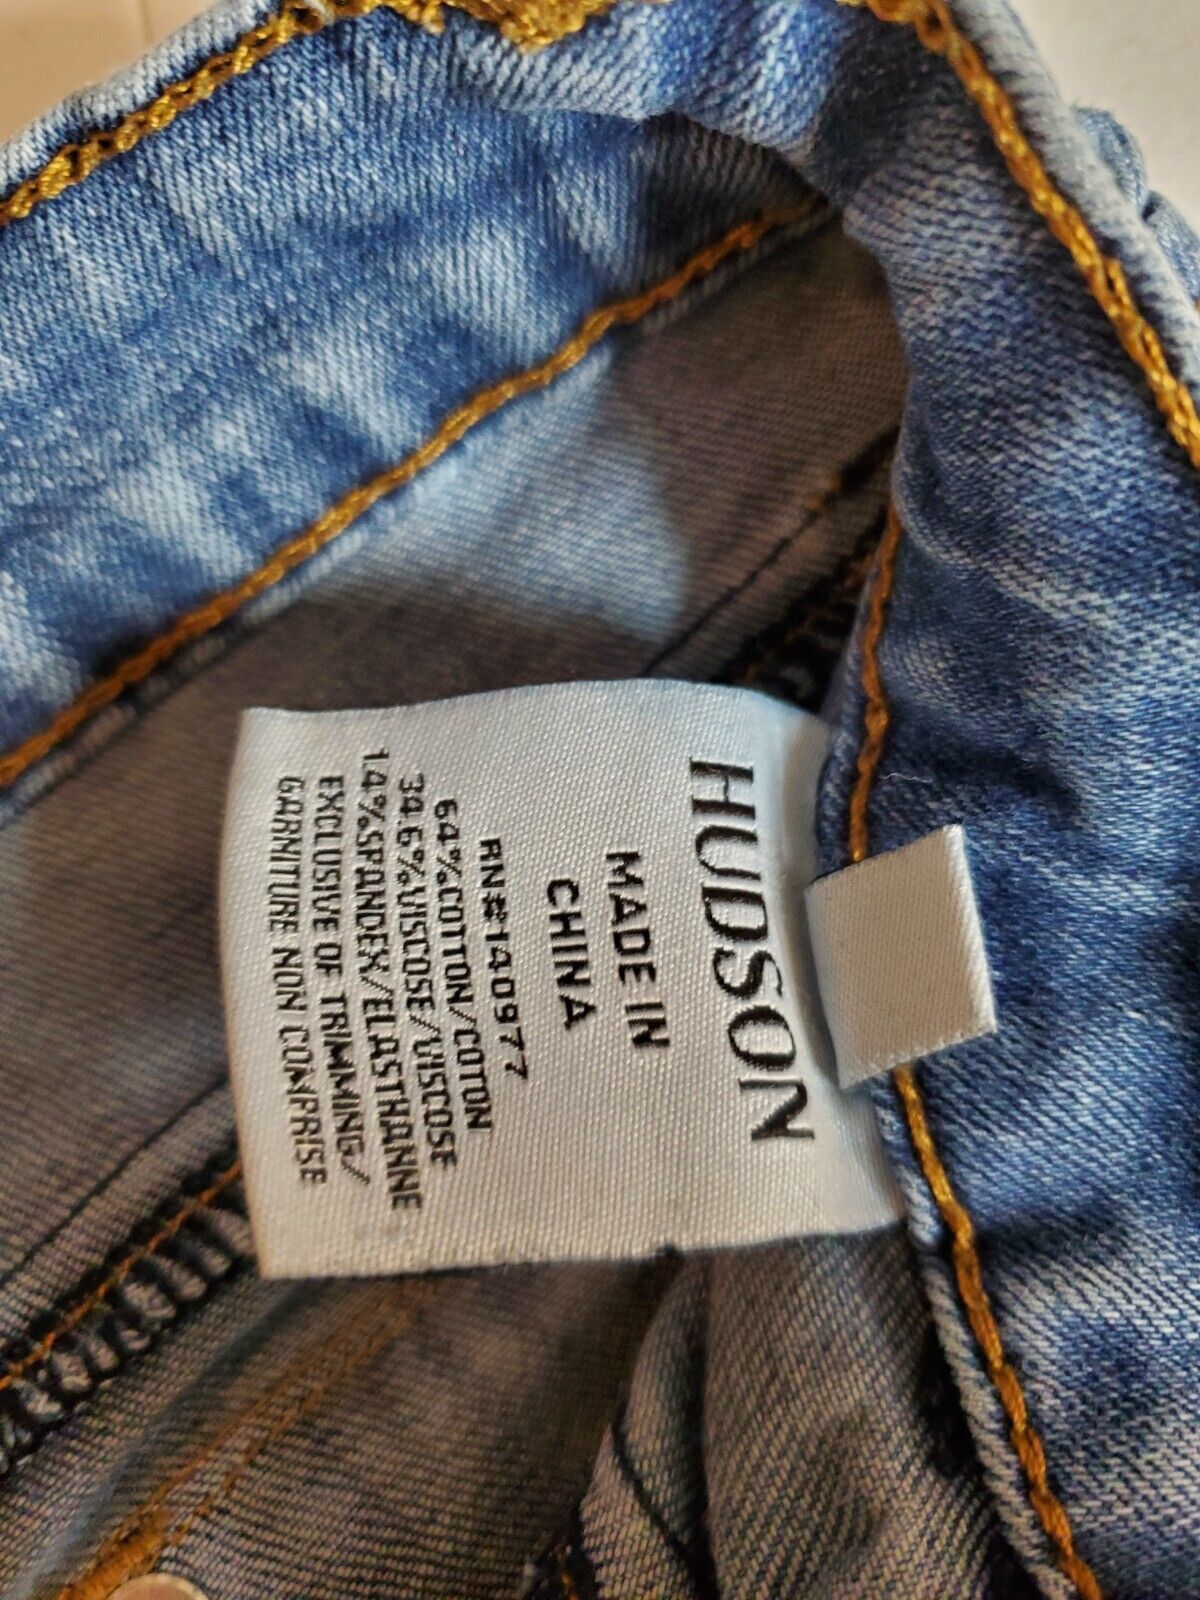 HUDSON
MADE IN
CHINA
RN#140977
64%COTTON/COTON
34.6%VISCOSE/VISCOSE
1.4%SPANDEX/ELASTHANNE
EXCLUSIVE OF TRIMMING/
GARNITURE NON COMPRISE